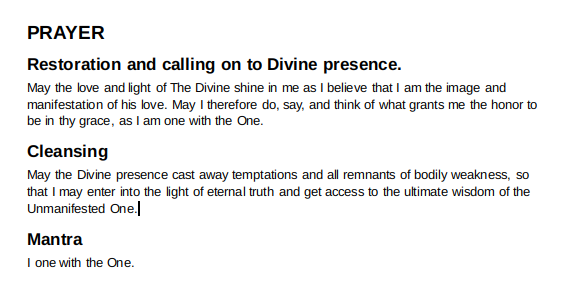 PRAYER
Restoration and calling on to Divine presence.
May the love and light of The Divine shine in me as I believe that I am the image and
manifestation of his love. May I therefore do, say, and think of what grants me the honor to
be in thy grace, as I am one with the One.
Cleansing
May the Divine presence cast away temptations and all remnants of bodily weakness, so
that I may enter into the light of eternal truth and get access to the ultimate wisdom of the
Unmanifested One.
Mantra
I one with the One.